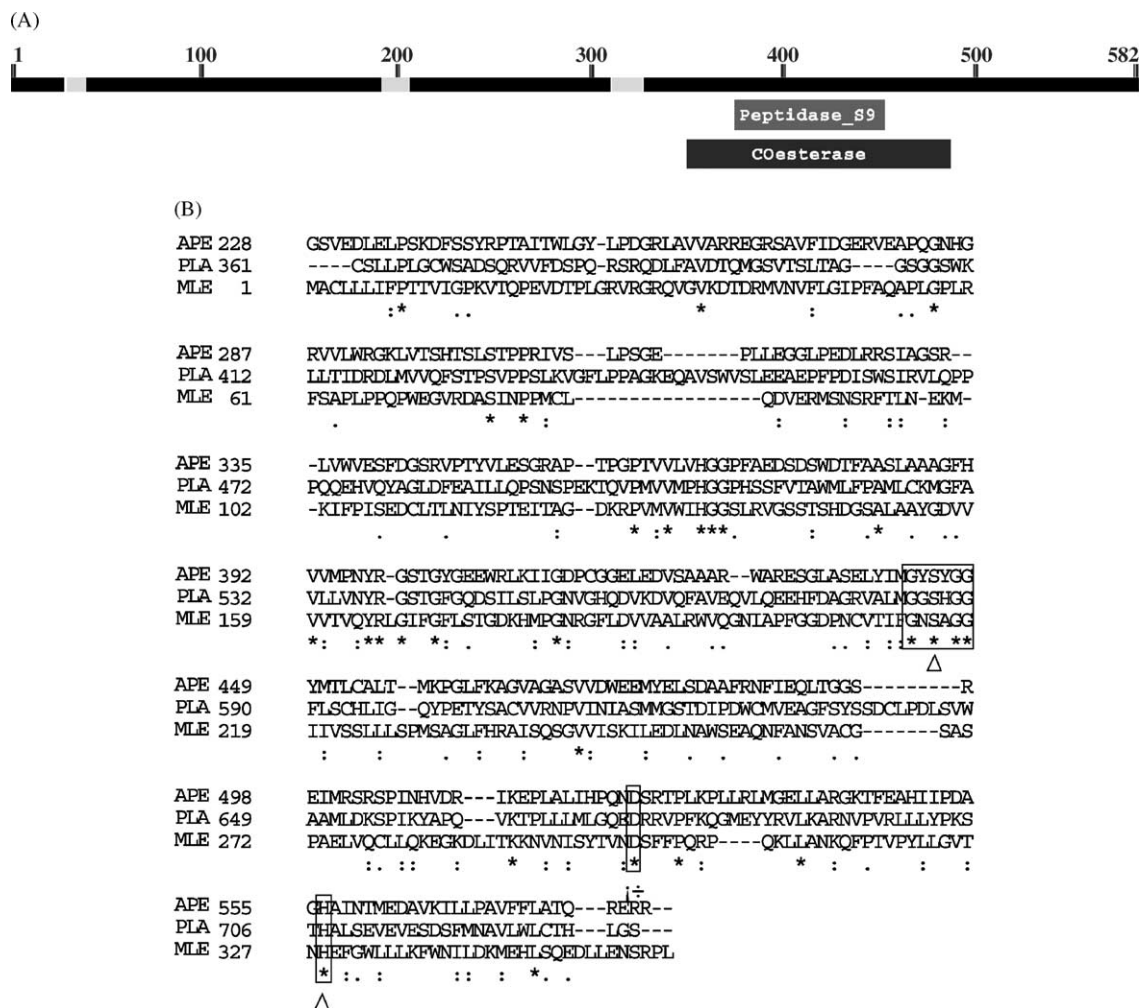 (A)
1 100 200 300 400 500 582
Peptidase_S9
COesterase
(B)
APE 228 GSVEDLELPSKDFSSYRPTAITWLGY-LPDGRLAVVARREGRSAVFIDGERVEAPQGNHG
PLA 361 ----CSLLPLGCWSADSQRVVFDSPQ-RSRQDLFAVDTQMGSVTSLTAG----GSGGSWK
MLE 1 MACLLLIFPTTVIGPKVTQPEVDTPLGRVRGRQVGVKDTDRMVNVFLGIPFAQAPLGPLR
:* .. * : . . *
APE 287 RVVLWRGKLVTSHTSLSTPPRIVS---LPSGE-------PLLEGGLPEDLRRSIAGSR--
PLA 412 LLTIDRDLMVVQFSTPSVPPSLKVGFLPPAGKEQAVSWVSLEEAEPFPDISWSIRVLQPP
MLE 61 FSAPLPPQPWEGVRDASINPPMCL----------------QDVERMSNSRFTLN-EKM-
. * * : : : :: :
APE 335 -LVWVESFDGSRVPTYVLESGRAP--TPGPTVVLVHGGPFAEDSDSWDTFAASLAAAGFH
PLA 472 PQQEHVQYAGLDFEAILLQPSNSPEKTQVPMVVMPHGGPHSSFVTAWMLFPAMLCKMGFA
MLE 102 -KIFPISEDCLTLNIYSPTEITAG--DKRPVMVWIHGGSLRVGSSTSHDGSALAAYGDVV
. . : * :* ***. : . * . ..
APE 392 VVMPNYR-GSTGYGEEWRLKIIGDPCGGELEDVSAAAR--WARESGLASELYIMGYSYGG
PLA 532 VLLVNYR-GSTGFGQDSILSLPGNVGHQDVKDVQFAVEQVLQEEHFDAGRVALMGGSHGG
MLE 159 VVTVQYRLGIFGFLSTGDKHMPGNRGFLDVVAALRWVQGNIAPFGGDPNCVTIFGNSAGG
* :** * * : *: : . . : . : :* * **
APE 449 YMTLCALT--MKPGLFKAGVAGASVVDWEEMYELSDAAFRNFIEQLTGGS---------R
PLA 590 FLSCHLIG--QYPETYSACVVRNPVINIASMMGSTDIPDWCMVEAGFSYSSDCLPDLSVW
MLE 219 IIVSSLLLSPMSAGLFHRAISQSGVVISKILEDLNAWSEAQNFANSVACG-------SAS
: : . : : *: : . . . .
APE 498 EIMRSRSPINHVDR---IKEPLALIHPQNDSRTPLKPLLRLMGELLARGKTFEAHIIPDA
PLA 649 AAMLDKSPIKYAPQ---VKTPLLLMLGQEDRRVPFKQGMEYYRVLKARNVPVRLLLYPKS
MLE 272 PAELVQCLLQKEGKDLITKKNVNISYTVNDSFFPQRP----QKLLANKQFPTVPYLLGVT
:. :: : * : : :* * : * : :
¡÷
APE 555 GHAINTMEDAVKILLPAVFFLATQ---RERR--
PLA 706 THALSEVEVESDSFMNAVLWLCTH---LGS---
MLE 327 NHEFGWLLLKFWNILDKMEHLSQEDLLENSRPL
* :. : :: : *. .